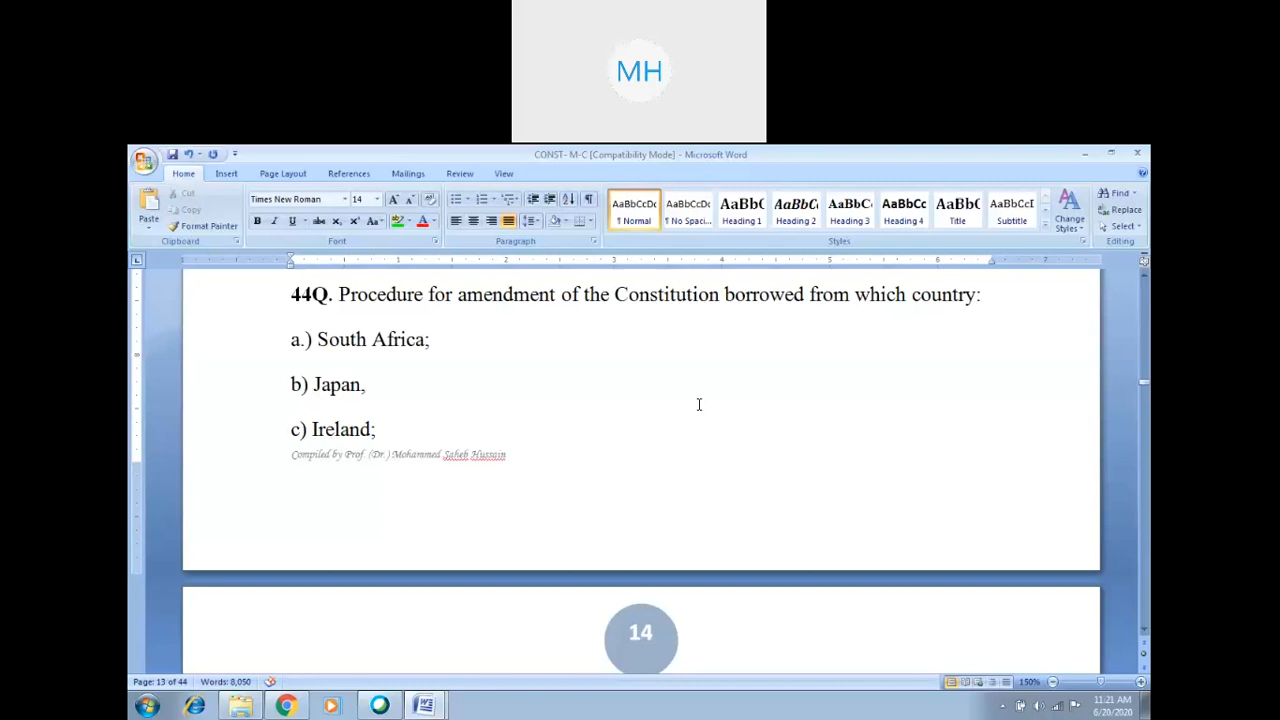 MH
CONST- M-C [Compatibility Mode] - Microsoft Word
Home Insert Page Layout References Mailings Review View
Paste
Cut
Copy
Format Painter
Clipboard
Times New Roman 14
Font
Paragraph
AaBbCcDc AaBbCcDc AaBbC AaBbCc AaBbC AaBbCc AaBbC AaBbCcI
¶ Normal ¶ No Spaci... Heading 1 Heading 2 Heading 3 Heading 4 Title Subtitle
Change Styles
Styles
Find
Replace
Select
Editing
44Q. Procedure for amendment of the Constitution borrowed from which country:
a.) South Africa;
b) Japan,
c) Ireland;
Compiled by Prof. (Dr.) Mohammed Saheb Hussain
14
Page: 13 of 44 Words: 8,050 150%
11:21 AM
6/20/2020